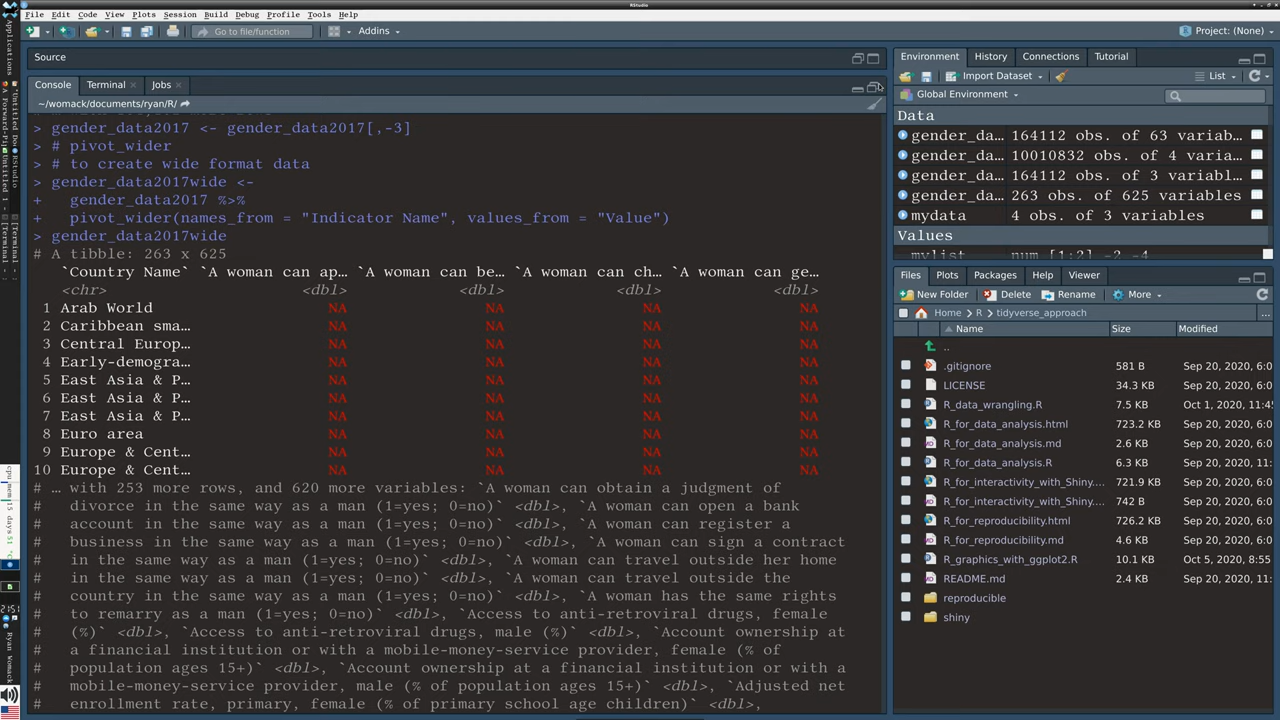 RStudio
File Edit Code View Plots Session Build Debug Profile Tools Help
Go to file/function Addins Project: (None)
Source
Console Terminal Jobs
~/womack/documents/ryan/R/
> gender_data2017 <- gender_data2017[,-3]
> # pivot_wider
> # to create wide format data
> gender_data2017wide <-
+ gender_data2017 %>%
+ pivot_wider(names_from = "Indicator Name", values_from = "Value")
> gender_data2017wide
# A tibble: 263 x 625
`Country Name` `A woman can ap… `A woman can be… `A woman can ch… `A woman can ge…
<chr> <dbl> <dbl> <dbl> <dbl>
1 Arab World NA NA NA NA
2 Caribbean sma… NA NA NA NA
3 Central Europ… NA NA NA NA
4 Early-demogra… NA NA NA NA
5 East Asia & P… NA NA NA NA
6 East Asia & P… NA NA NA NA
7 East Asia & P… NA NA NA NA
8 Euro area NA NA NA NA
9 Europe & Cent… NA NA NA NA
10 Europe & Cent… NA NA NA NA
# … with 253 more rows, and 620 more variables: `A woman can obtain a judgment of
# divorce in the same way as a man (1=yes; 0=no)` <dbl>, `A woman can open a bank
# account in the same way as a man (1=yes; 0=no)` <dbl>, `A woman can register a
# business in the same way as a man (1=yes; 0=no)` <dbl>, `A woman can sign a contract
# in the same way as a man (1=yes; 0=no)` <dbl>, `A woman can travel outside her home
# in the same way as a man (1=yes; 0=no)` <dbl>, `A woman can travel outside the
# country in the same way as a man (1=yes; 0=no)` <dbl>, `A woman has the same rights
# to remarry as a man (1=yes; 0=no)` <dbl>, `Access to anti-retroviral drugs, female
# (%)` <dbl>, `Access to anti-retroviral drugs, male (%)` <dbl>, `Account ownership at
# a financial institution or with a mobile-money-service provider, female (% of
# population ages 15+)` <dbl>, `Account ownership at a financial institution or with a
# mobile-money-service provider, male (% of population ages 15+)` <dbl>, `Adjusted net
# enrollment rate, primary, female (% of primary school age children)` <dbl>,
Environment History Connections Tutorial
Import Dataset List
Global Environment
Data
gender_da… 164112 obs. of 63 variab…
gender_da… 10010832 obs. of 4 varia…
gender_da… 164112 obs. of 3 variabl…
gender_da… 263 obs. of 625 variables
mydata 4 obs. of 3 variables
Values
mylist num [1:2] -2 -4
Files Plots Packages Help Viewer
New Folder Delete Rename More
Home R tidyverse_approach ...
Name Size Modified
..
.gitignore 581 B Sep 20, 2020, 6:0
LICENSE 34.3 KB Sep 20, 2020, 6:0
R_data_wrangling.R 7.5 KB Oct 1, 2020, 11:45
R_for_data_analysis.html 723.2 KB Sep 20, 2020, 6:0
R_for_data_analysis.md 2.6 KB Sep 20, 2020, 6:0
R_for_data_analysis.R 6.3 KB Sep 20, 2020, 6:0
R_for_interactivity_with_Shiny.... 721.9 KB Sep 20, 2020, 6:0
R_for_interactivity_with_Shiny.... 742 B Sep 20, 2020, 6:0
R_for_reproducibility.html 726.2 KB Sep 20, 2020, 6:0
R_for_reproducibility.md 4.6 KB Sep 20, 2020, 6:0
R_graphics_with_ggplot2.R 10.1 KB Oct 5, 2020, 8:55
README.md 2.4 KB Sep 20, 2020, 6:0
reproducible
shiny
Applications
RStudio
[Terminal]
[Terminal]
Ryan Womack